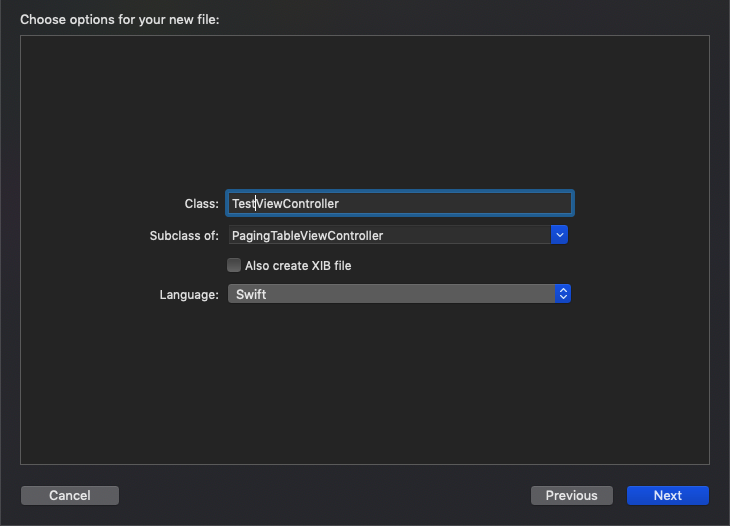 Choose options for your new file:
Class: TestViewController
Subclass of: PagingTableViewController
Also create XIB file
Language: Swift
Cancel Previous Next